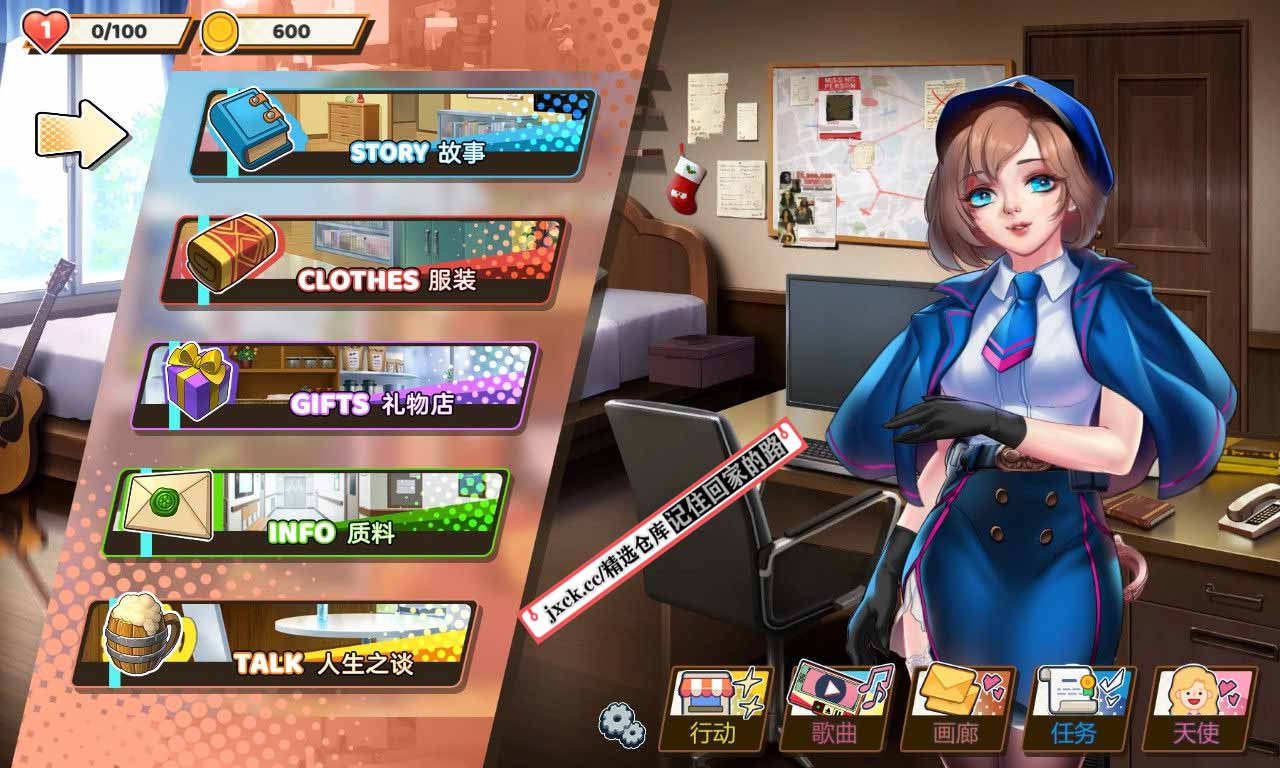 1
0/100
600
STORY 故事
CLOTHES 服装
GIFTS 礼物店
INFO 质料
TALK 人生之谈
MISSING
PERSON
jxck.cc/精选仓库记住回家的路
行动
歌曲
画廊
任务
天使